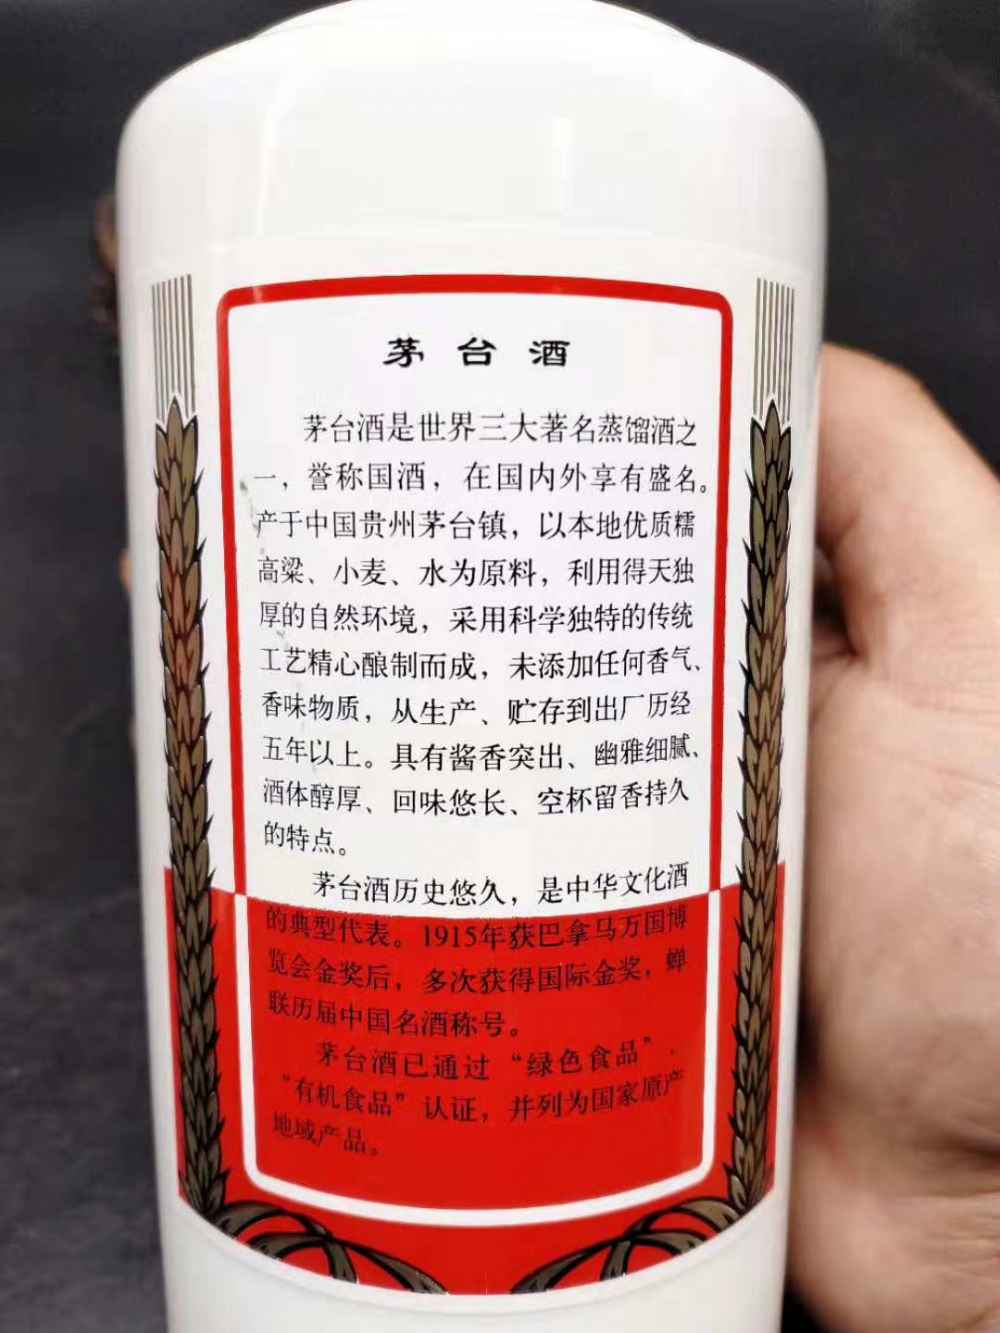 茅台酒
茅台酒是世界三大著名蒸馏酒之
一，誉称国酒，在国内外享有盛名。
产于中国贵州茅台镇，以本地优质糯
高粱、小麦、水为原料，利用得天独
厚的自然环境，采用科学独特的传统
工艺精心酿制而成，未添加任何香气、
香味物质，从生产、贮存到出厂历经
五年以上。具有酱香突出、幽雅细腻、
酒体醇厚、回味悠长、空杯留香持久
的特点。
茅台酒历史悠久，是中华文化酒
的典型代表。1915年获巴拿马万国博
览会金奖后，多次获得国际金奖，蝉
联历届中国名酒称号。
茅台酒已通过“绿色食品”、
“有机食品”认证，并列为国家原产
地域产品。